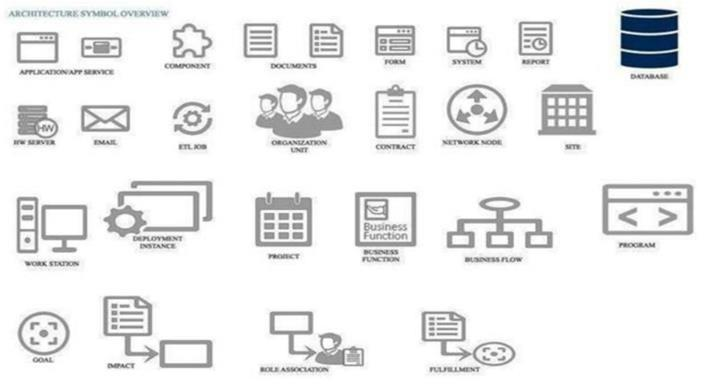 ARCHITECTURE SYMBOL OVERVIEW
APPLICATION/APP SERVICE
COMPONENT
DOCUMENTS
FORM
SYSTEM
REPORT
DATABASE
HW
HW SERVER
EMAIL
ETL JOB
ORGANIZATION
UNIT
CONTRACT
NETWORK NODE
SITE
WORK STATION
DEPLOYMENT
INSTANCE
PROJECT
Business
Function
BUSINESS
FUNCTION
BUSINESS FLOW
PROGRAM
GOAL
IMPACT
ROLE ASSOCIATION
FULFILLMENT